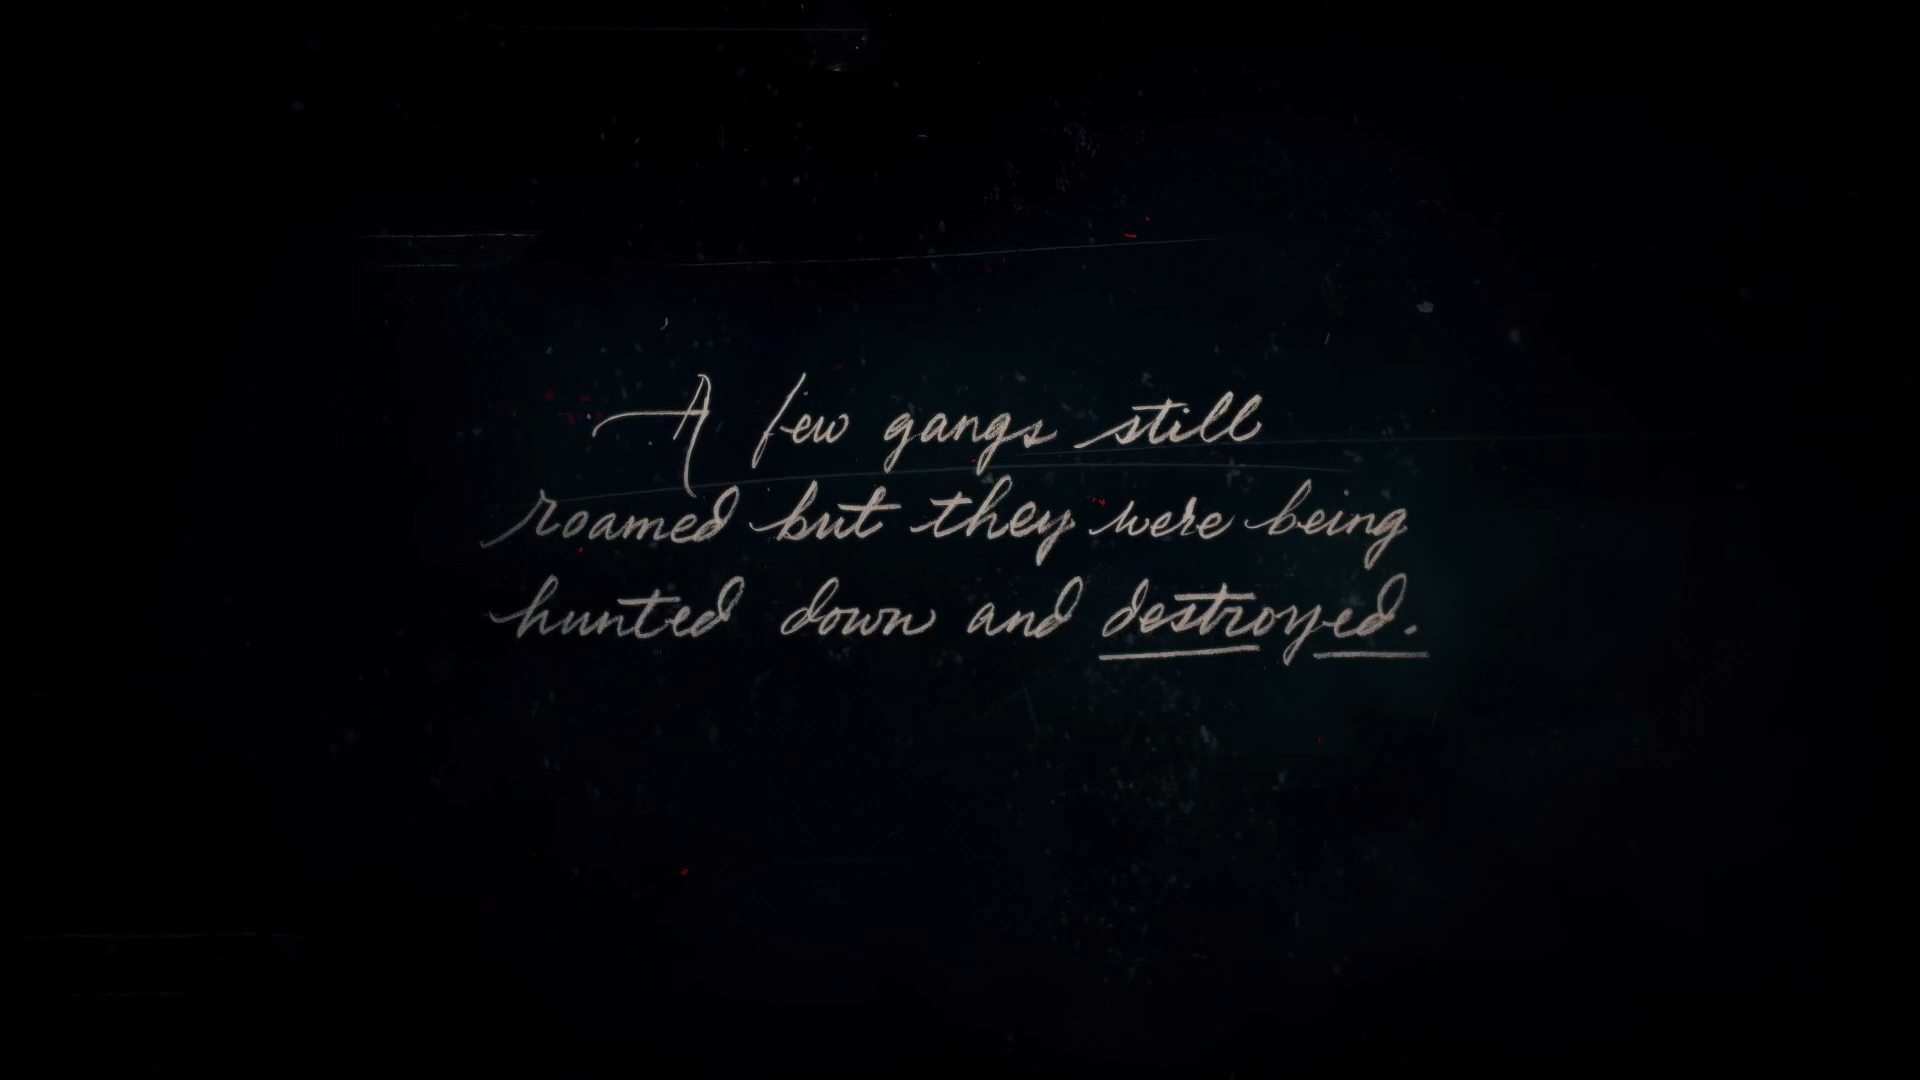 A few gangs still
roamed but they were being
hunted down and destroyed.